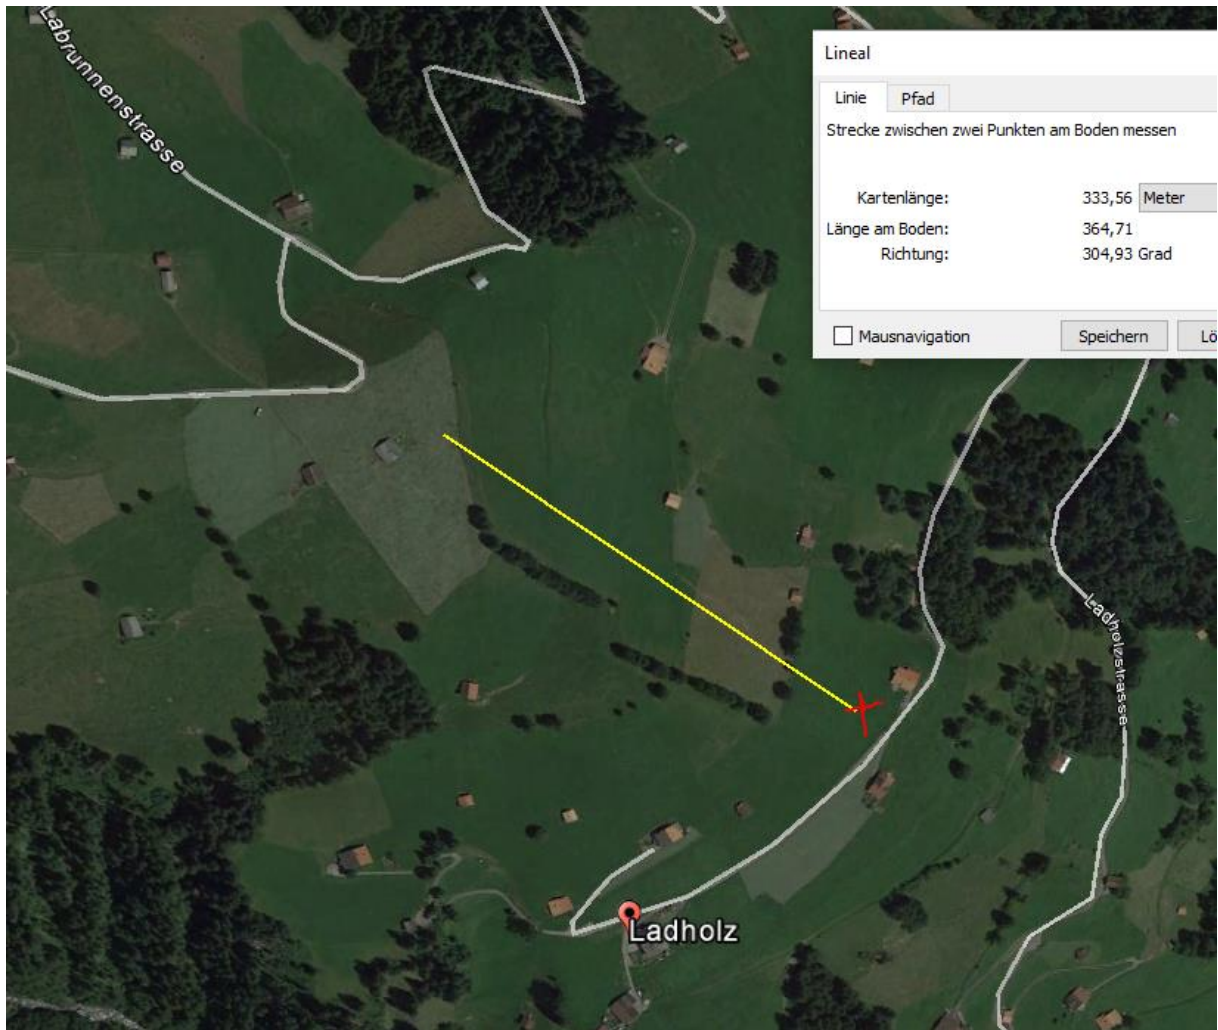 Labrunnenstrasse
Lineal
Linie Pfad
Strecke zwischen zwei Punkten am Boden messen
Kartenlänge: 333,56 Meter
Länge am Boden: 364,71
Richtung: 304,93 Grad
Mausnavigation Speichern Lö
Ladholzstrasse
Ladholz